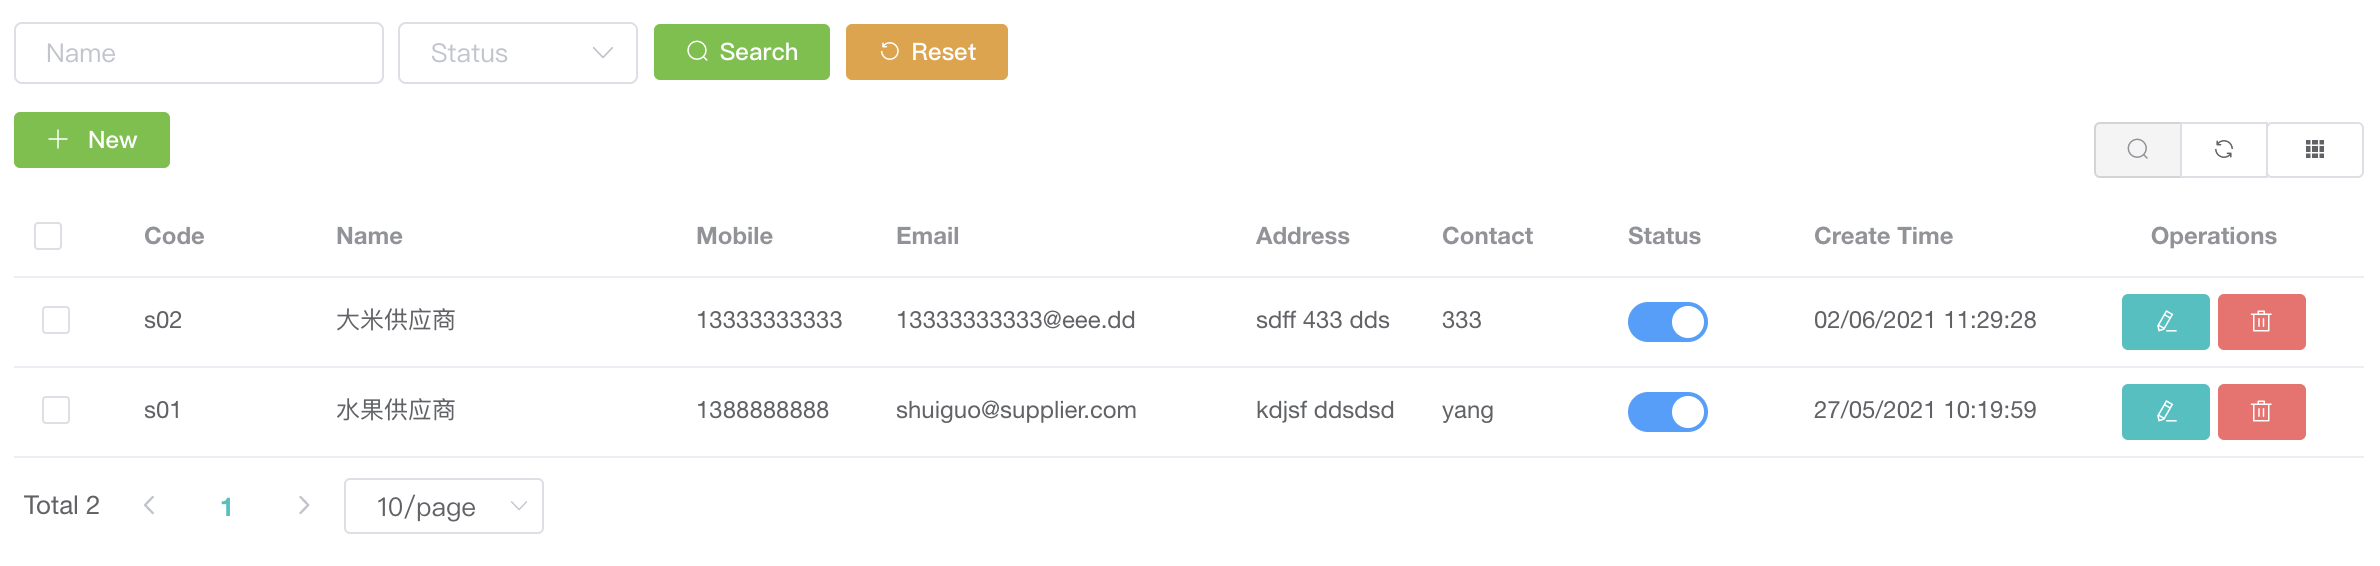 Name Status Search Reset
New
Code Name Mobile Email Address Contact Status Create Time Operations
s02 大米供应商 13333333333 13333333333@eee.dd sdff 433 dds 333 02/06/2021 11:29:28
s01 水果供应商 1388888888 shuiguo@supplier.com kdjsf ddsdsd yang 27/05/2021 10:19:59
Total 2 1 10/page